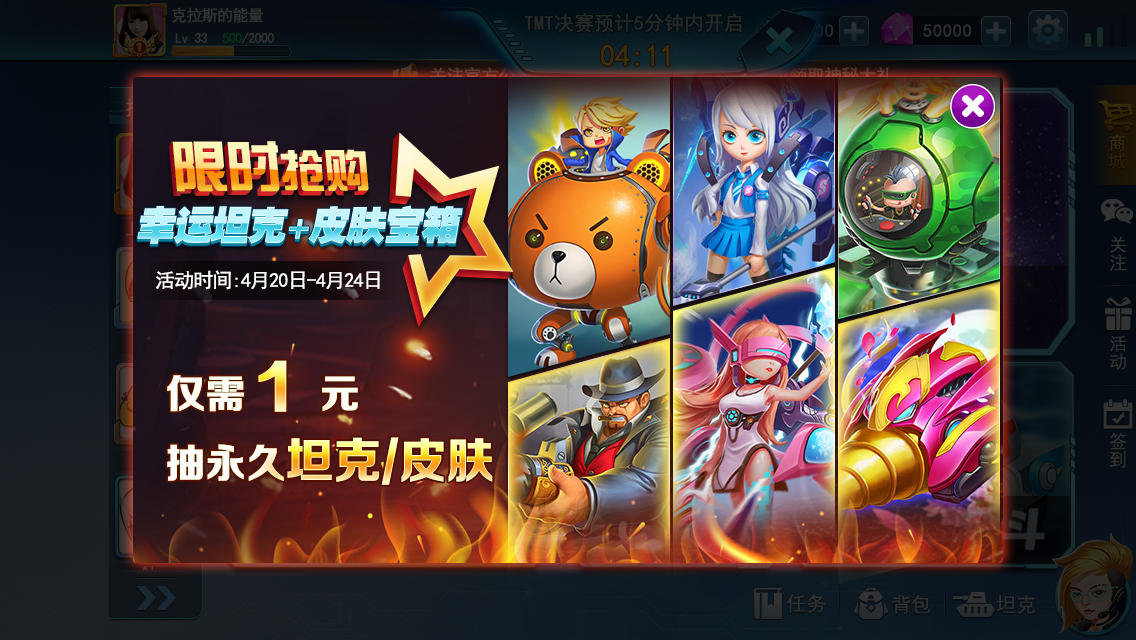 克拉斯的能量
Lv 33 500/2000
TMT决赛预计5分钟内开启
04:11
50000
限时抢购
幸运坦克+皮肤宝箱
活动时间:4月20日-4月24日
仅需1元
抽永久坦克/皮肤
商城
关注
活动
签到
斗
任务
背包
坦克